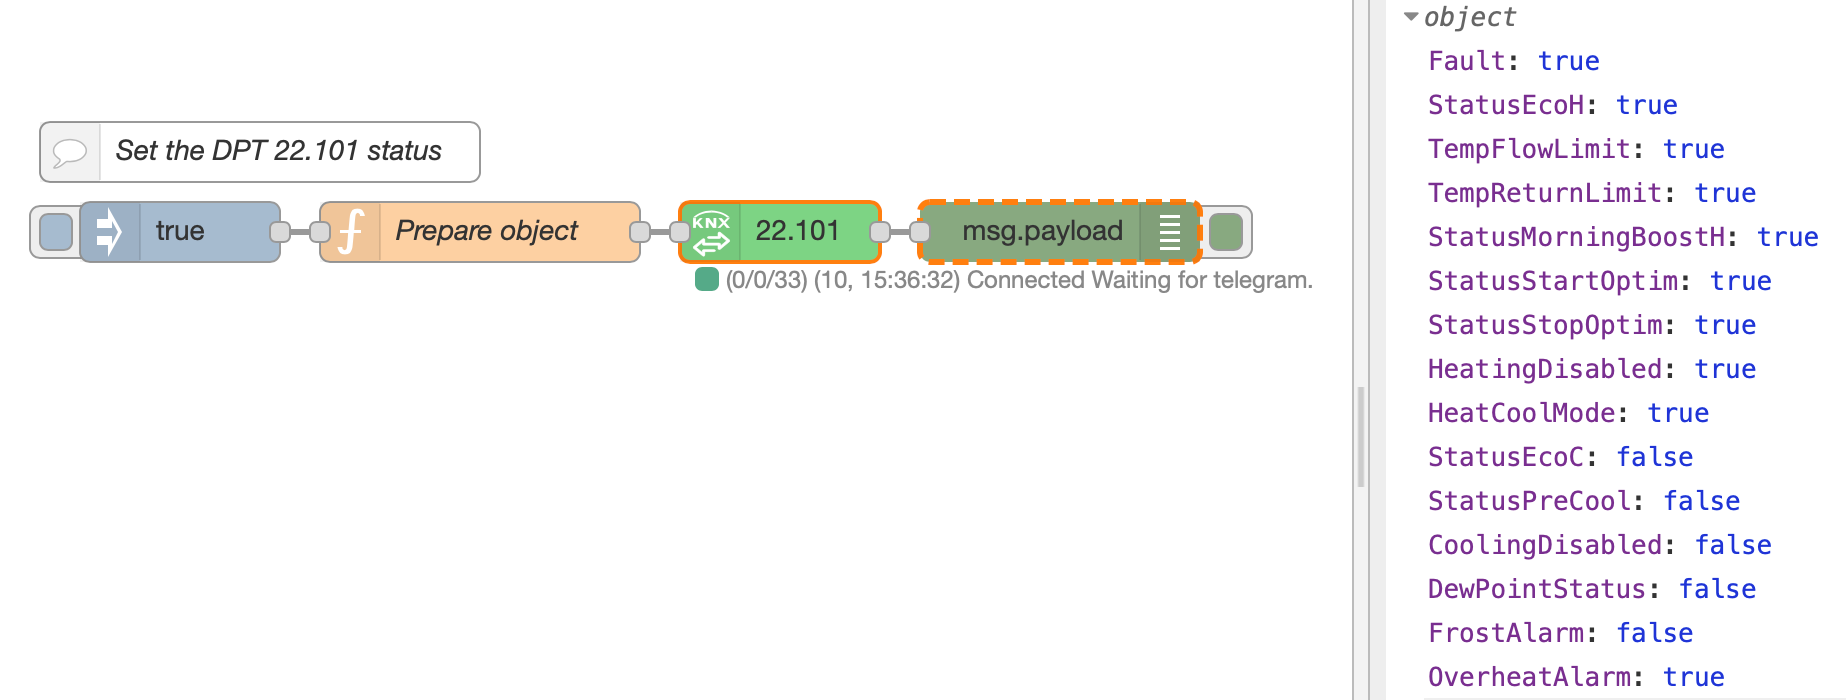 Set the DPT 22.101 status
true
Prepare object
KNX
22.101
msg.payload
(0/0/33) (10, 15:36:32) Connected Waiting for telegram.
object
Fault: true
StatusEcoH: true
TempFlowLimit: true
TempReturnLimit: true
StatusMorningBoostH: true
StatusStartOptim: true
StatusStopOptim: true
HeatingDisabled: true
HeatCoolMode: true
StatusEcoC: false
StatusPreCool: false
CoolingDisabled: false
DewPointStatus: false
FrostAlarm: false
OverheatAlarm: true